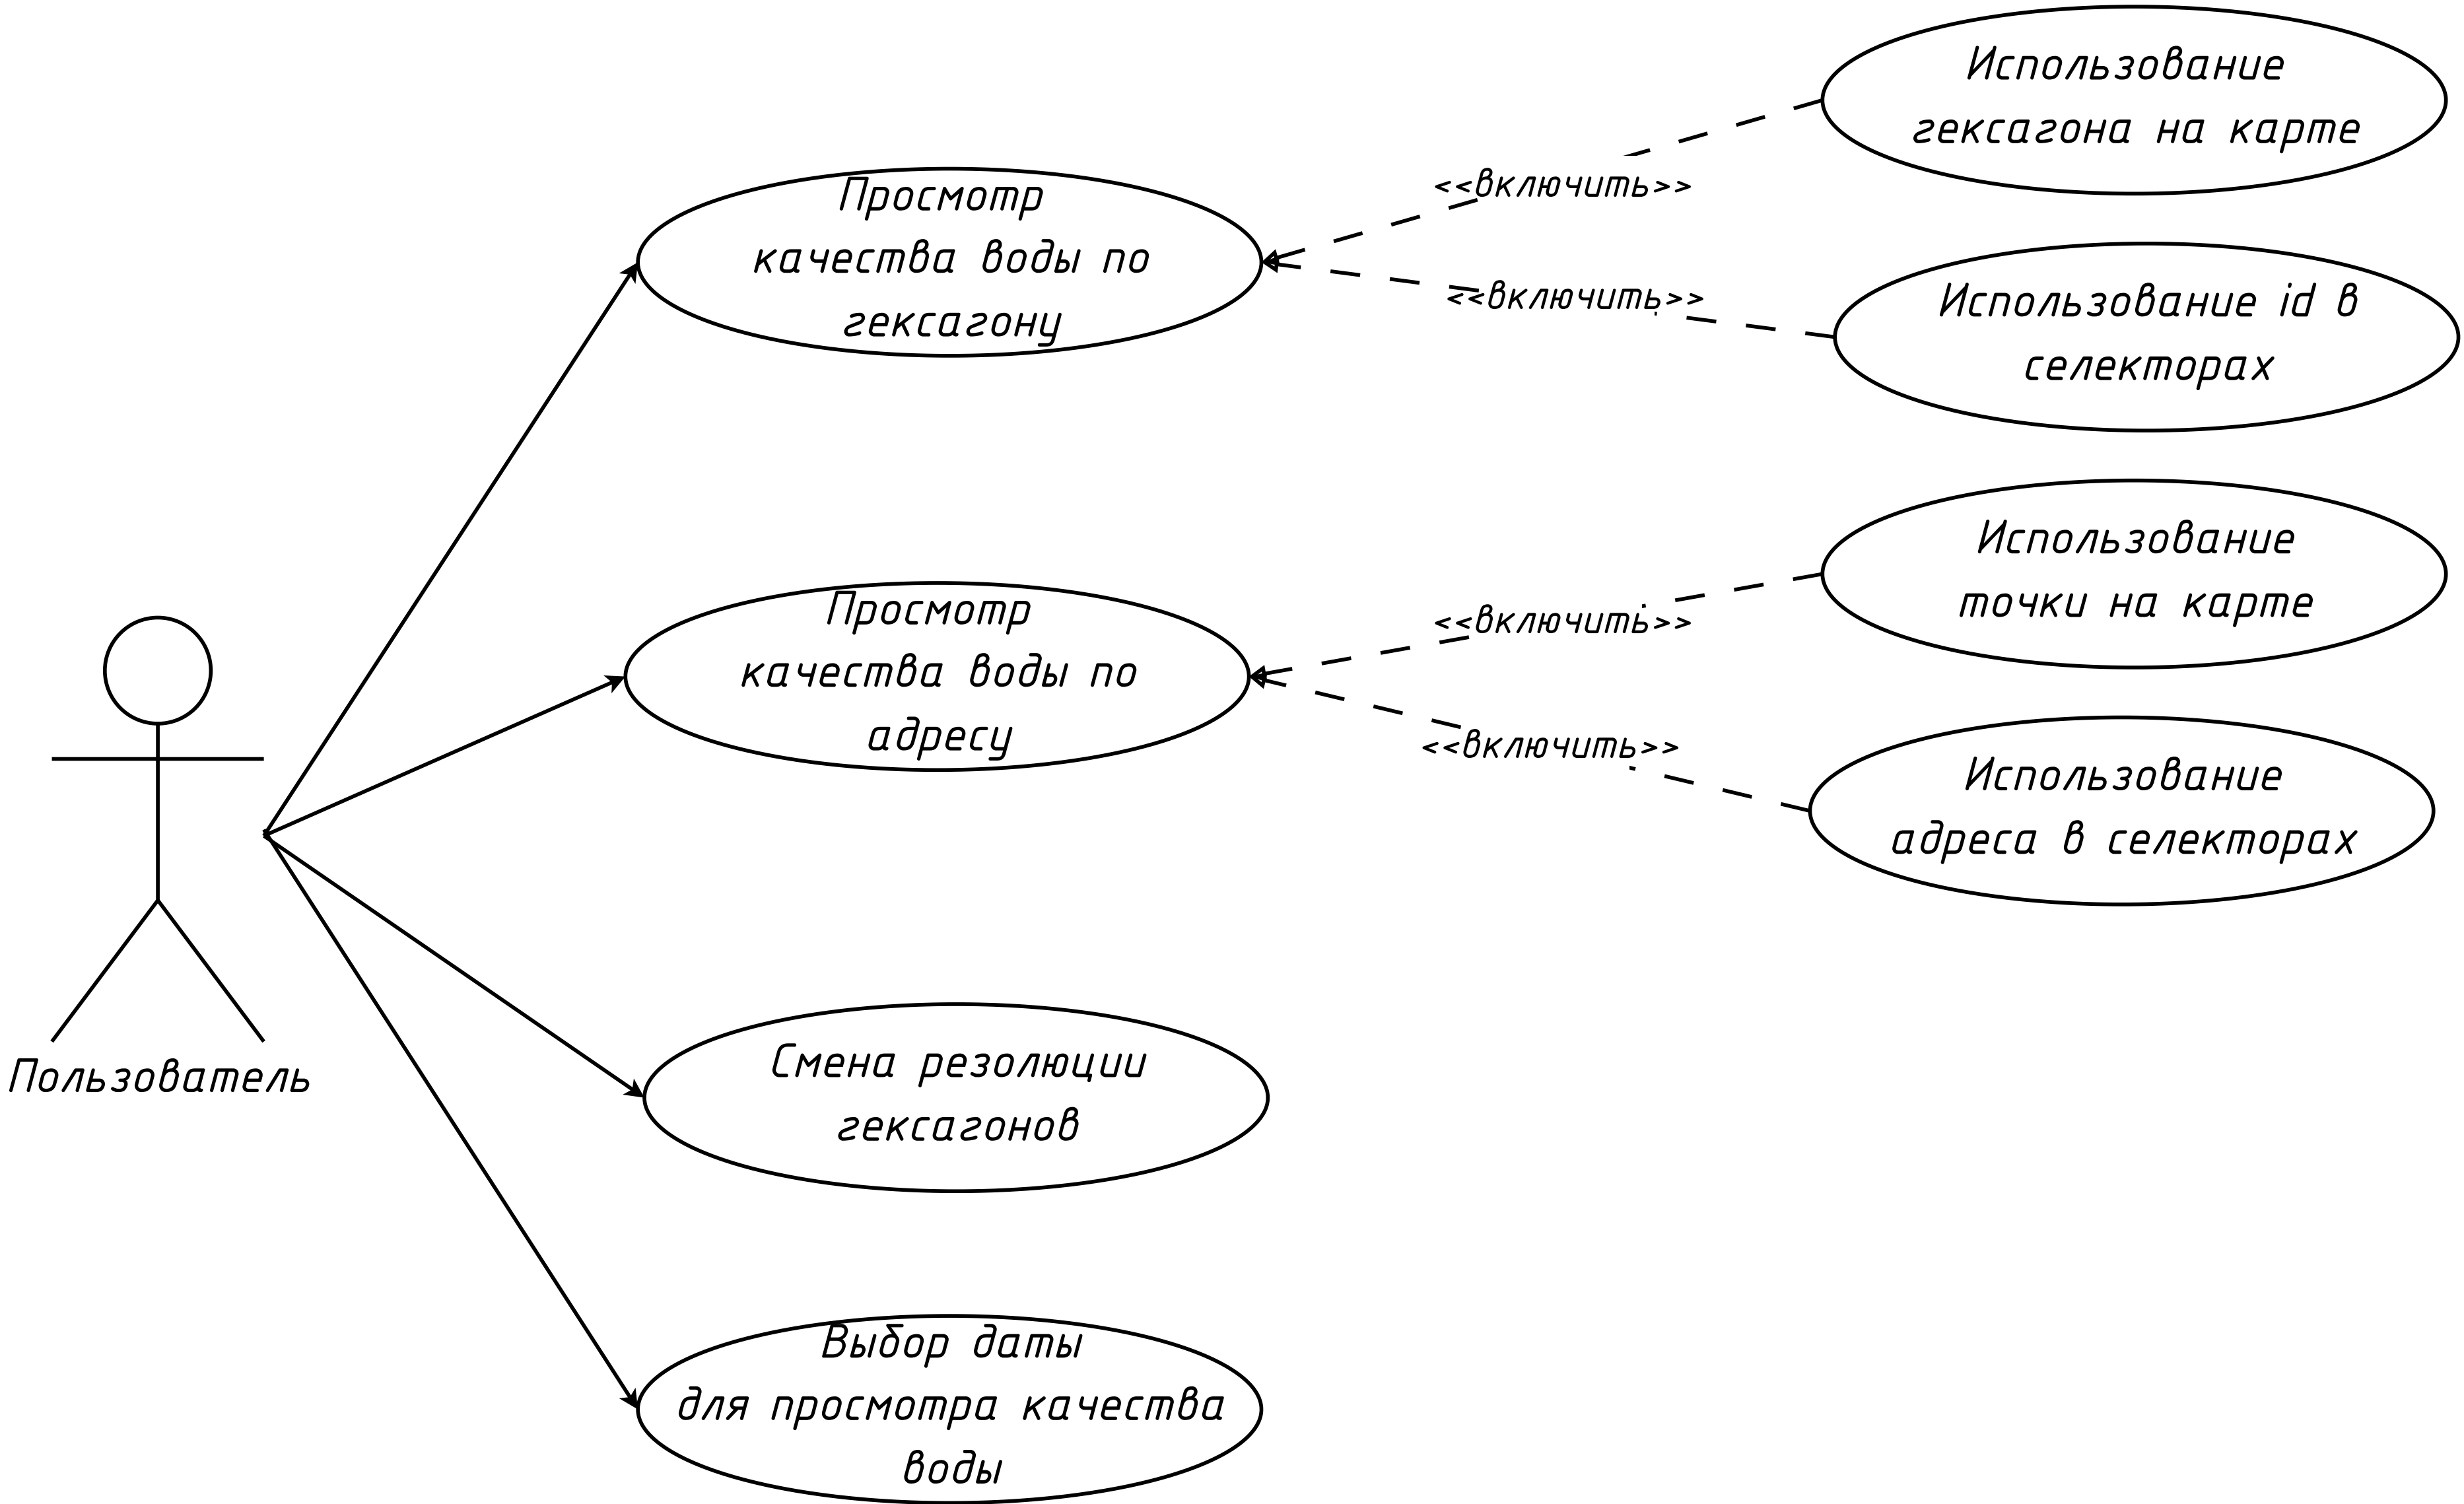 Использование
гексагона на карте
<<включить>>
Просмотр
качества воды по
гексагону
<<включить>>
Использование id в
селекторах
Использование
точки на карте
<<включить>>
Просмотр
качества воды по
адресу
<<включить>>
Использование
адреса в селекторах
Пользователь
Смена резолюции
гексагонов
Выбор даты
для просмотра качества
воды